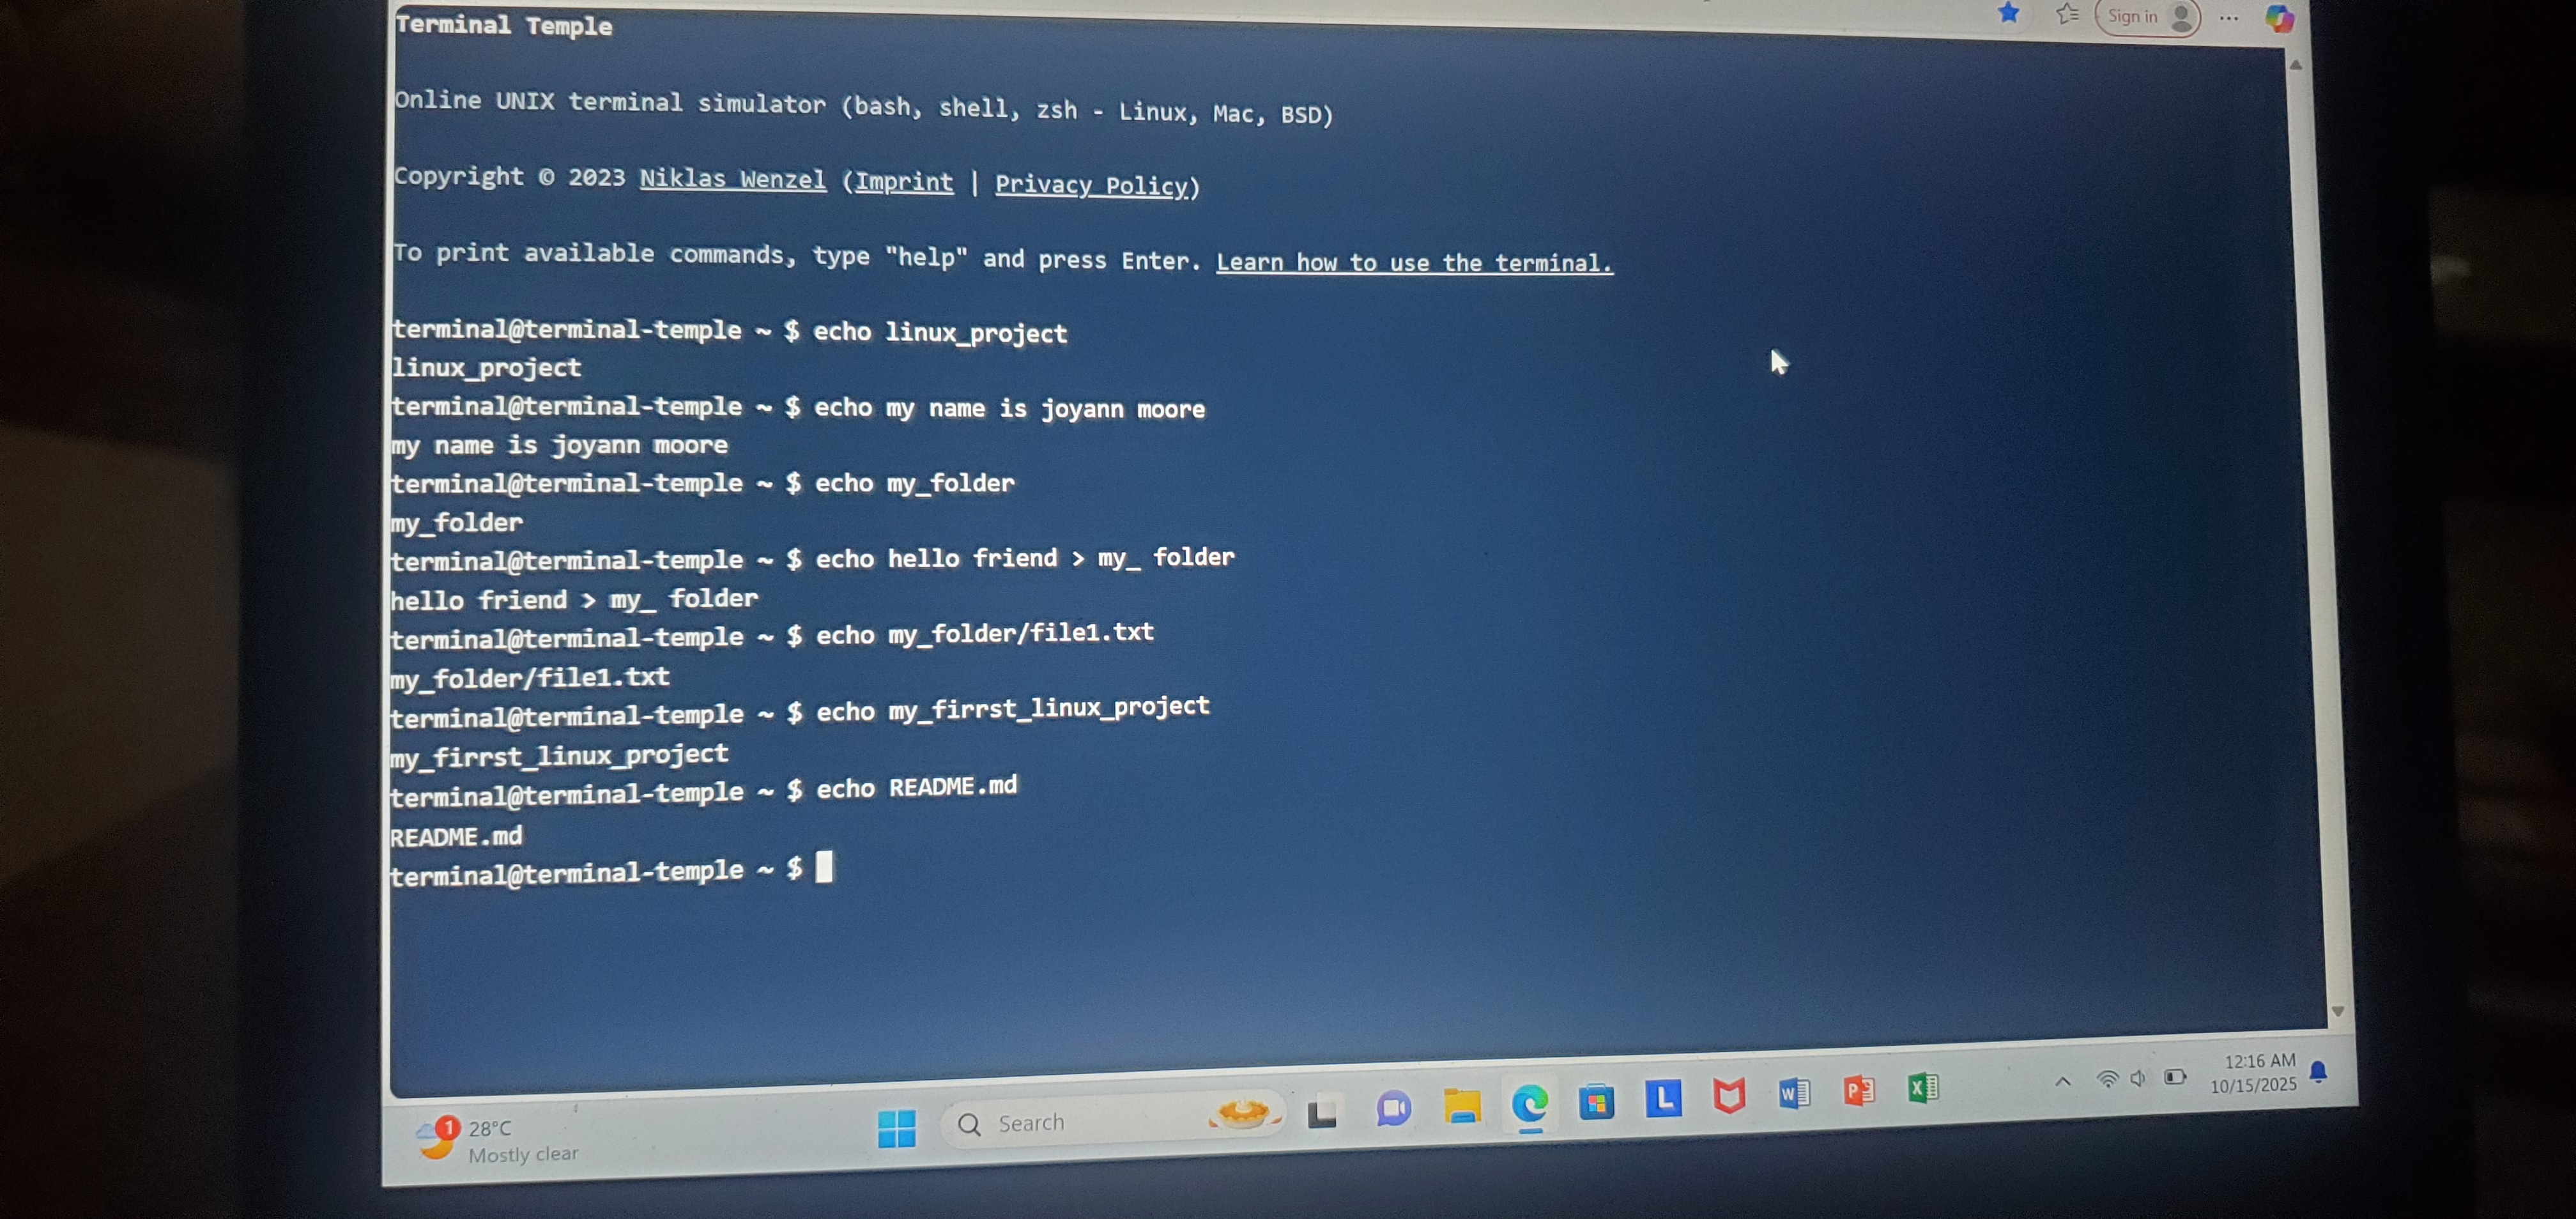 Sign in
Terminal Temple
Online UNIX terminal simulator (bash, shell, zsh - Linux, Mac, BSD)
Copyright © 2023 Niklas Wenzel (Imprint | Privacy Policy)
To print available commands, type "help" and press Enter. Learn how to use the terminal.
terminal@terminal-temple ~ $ echo linux_project
linux_project
terminal@terminal-temple ~ $ echo my name is joyann moore
my name is joyann moore
terminal@terminal-temple ~ $ echo my_folder
my_folder
terminal@terminal-temple ~ $ echo hello friend > my_ folder
hello friend > my_ folder
terminal@terminal-temple ~ $ echo my_folder/file1.txt
my_folder/file1.txt
terminal@terminal-temple ~ $ echo my_firrst_linux_project
my_firrst_linux_project
terminal@terminal-temple ~ $ echo README.md
README.md
terminal@terminal-temple ~ $
1
28°C
Mostly clear
Search
L
W
P
X
12:16 AM
10/15/2025